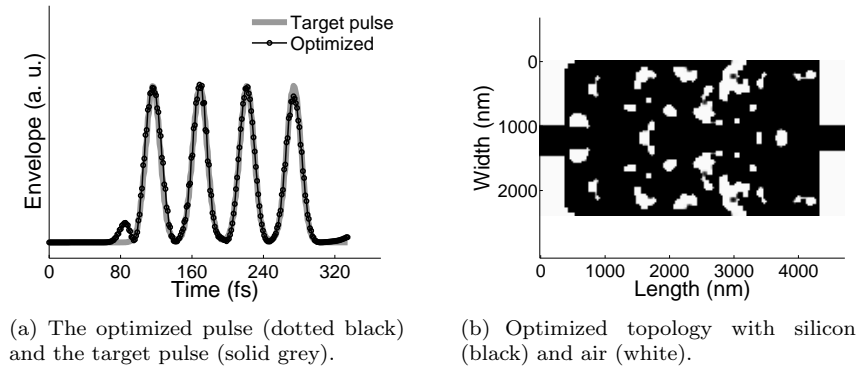 Target pulse
Optimized
Envelope (a. u.)
0 80 160 240 320
Time (fs)
(a) The optimized pulse (dotted black)
and the target pulse (solid grey).
0
1000
2000
Width (nm)
0 1000 2000 3000 4000
Length (nm)
(b) Optimized topology with silicon
(black) and air (white).